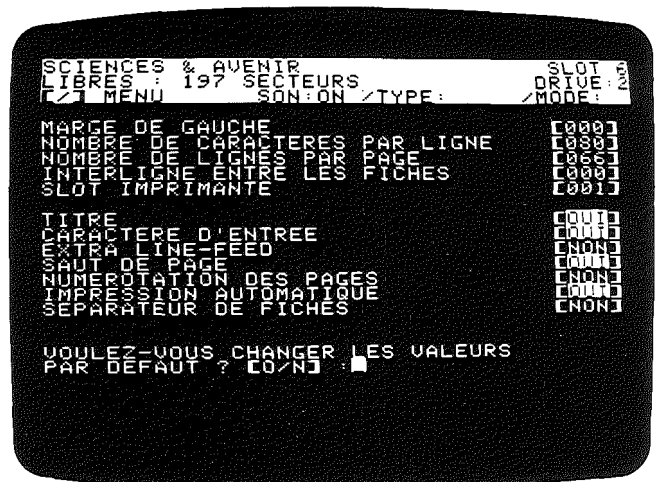 SCIENCES & AVENIR SLOT 6
LIBRES : 197 SECTEURS DRIVE:2
[/] MENU SON:ON /TYPE: /MODE:
MARGE DE GAUCHE [000]
NOMBRE DE CARACTERES PAR LIGNE [080]
NOMBRE DE LIGNES PAR PAGE [066]
INTERLIGNE ENTRE LES FICHES [000]
SLOT IMPRIMANTE [001]
TITRE [OUI]
CARACTERE D'ENTREE [OUI]
EXTRA LINE-FEED [NON]
SAUT DE PAGE [OUI]
NUMEROTATION DES PAGES [NON]
IMPRESSION AUTOMATIQUE [OUI]
SEPARATEUR DE FICHES [NON]
VOULEZ-VOUS CHANGER LES VALEURS
PAR DEFAUT ? [O/N] :